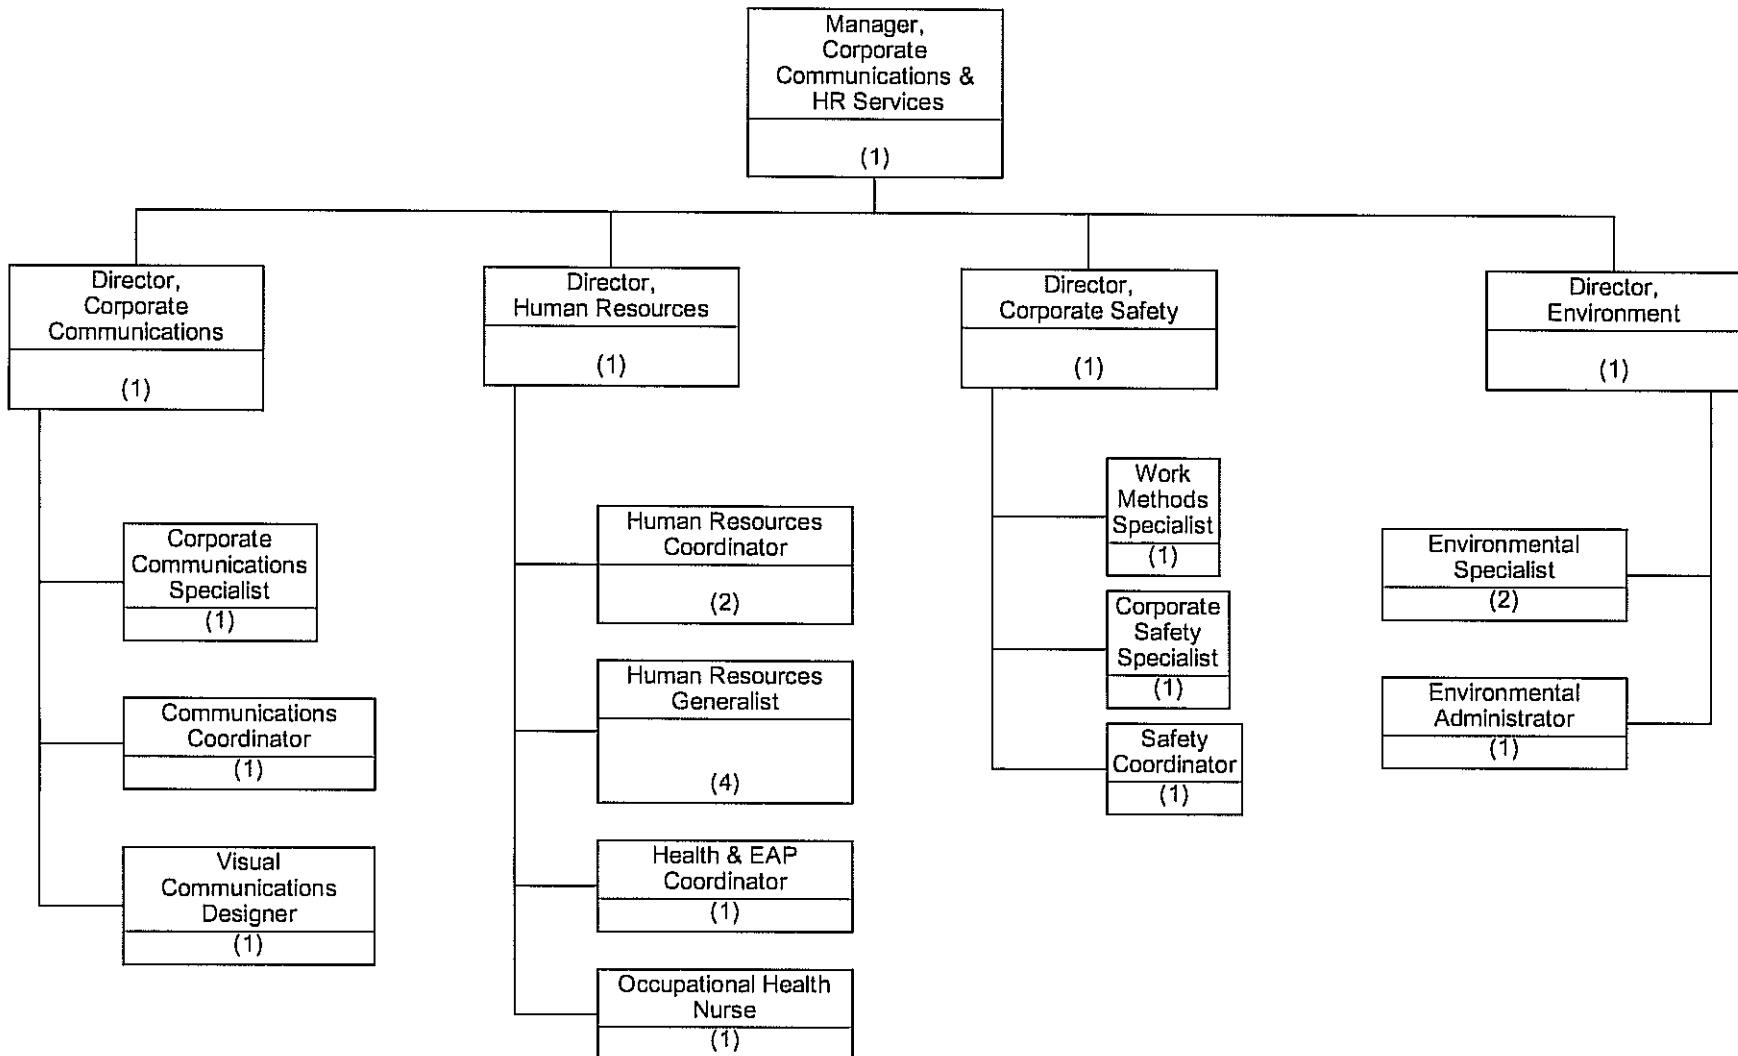 Manager,
Corporate
Communications &
HR Services
(1)
Director,
Corporate
Communications
(1)
Director,
Human Resources
(1)
Director,
Corporate Safety
(1)
Director,
Environment
(1)
Corporate
Communications
Specialist
(1)
Communications
Coordinator
(1)
Visual
Communications
Designer
(1)
Human Resources
Coordinator
(2)
Human Resources
Generalist
(4)
Health & EAP
Coordinator
(1)
Occupational Health
Nurse
(1)
Work
Methods
Specialist
(1)
Corporate
Safety
Specialist
(1)
Safety
Coordinator
(1)
Environmental
Specialist
(2)
Environmental
Administrator
(1)